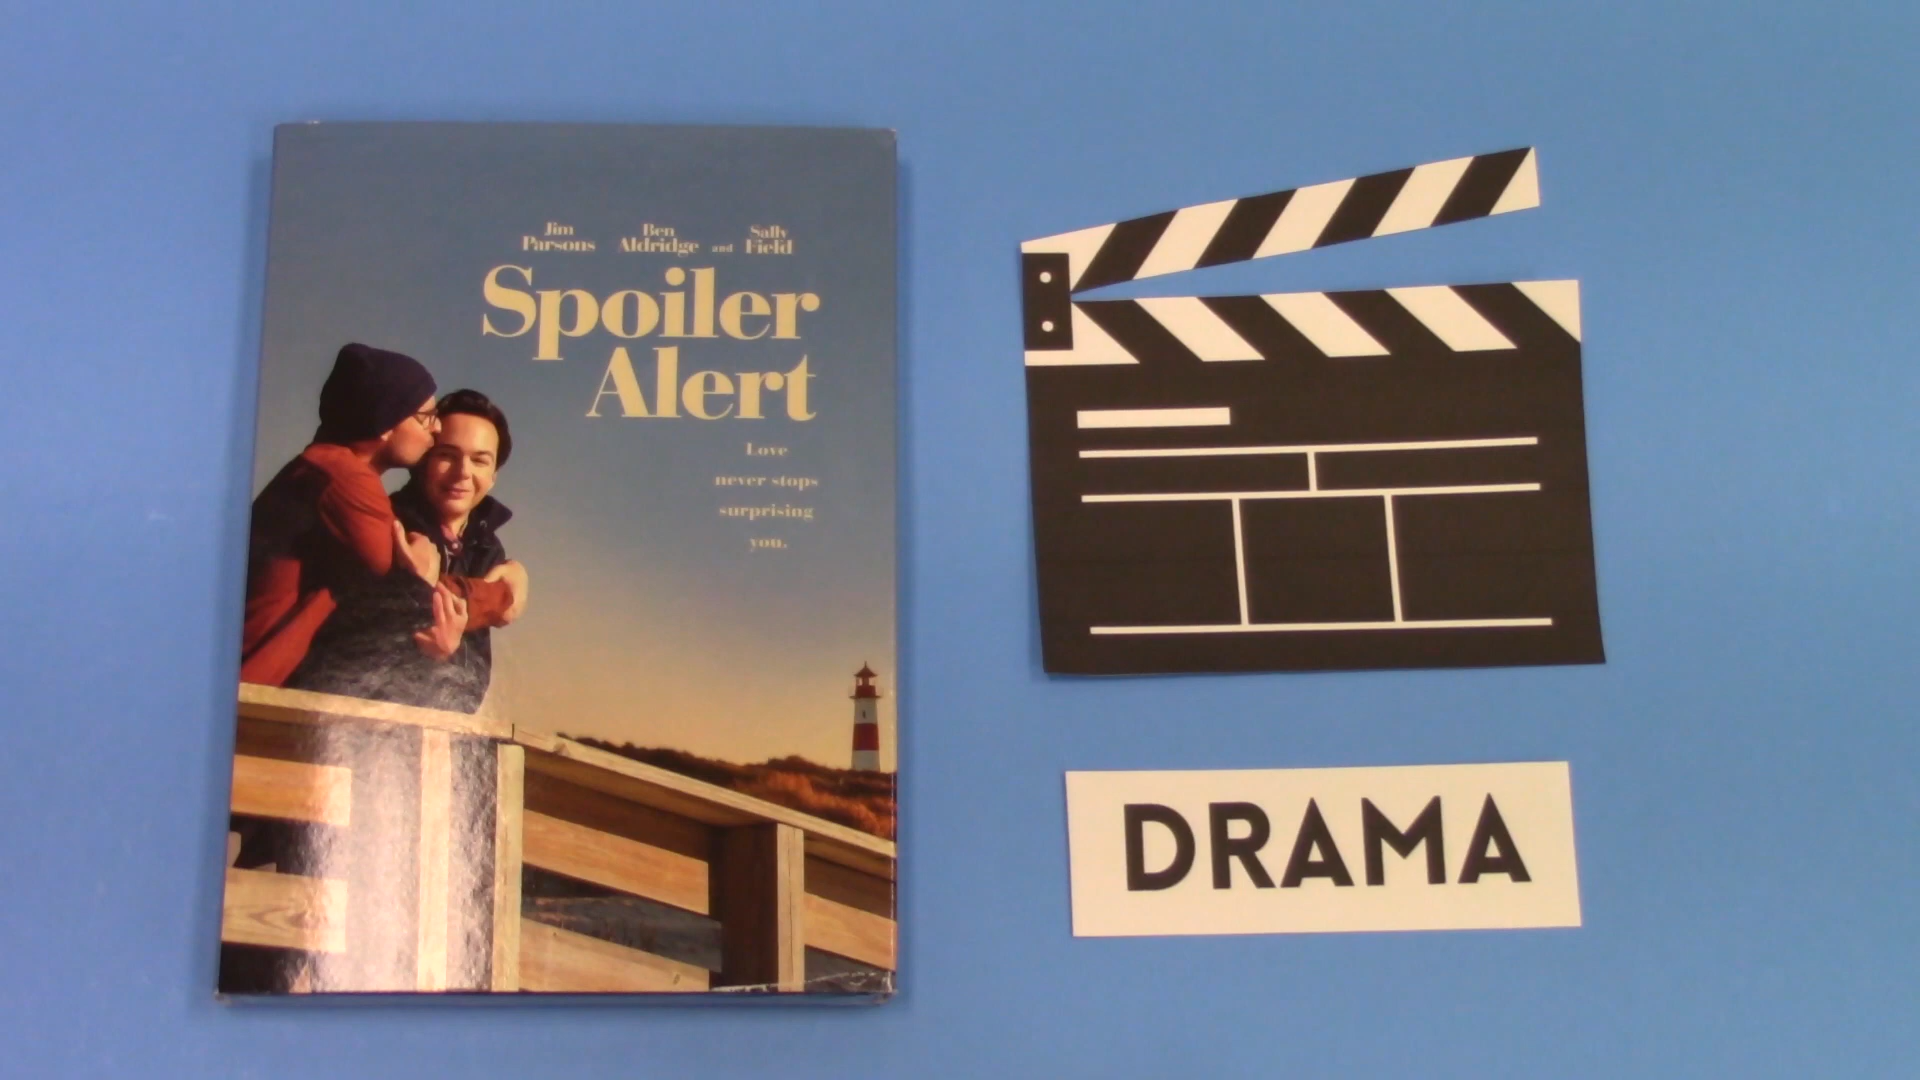 Jim Ben Sally
Parsons Aldridge and Field
Spoiler
Alert
Love
never stops
surprising
you.
DRAMA